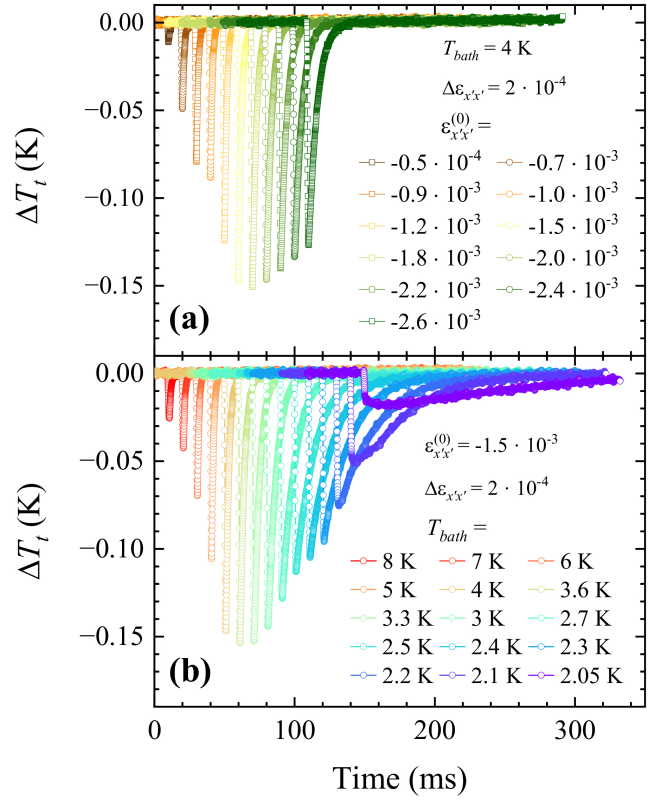 0.00
T_bath = 4 K
−0.05
Δε_x'x' = 2 · 10^-4
ε_x'x'^(0) =
ΔT_t (K)
−0.10
-0.5 · 10^-4 -0.7 · 10^-3
-0.9 · 10^-3 -1.0 · 10^-3
-1.2 · 10^-3 -1.5 · 10^-3
-1.8 · 10^-3 -2.0 · 10^-3
−0.15
-2.2 · 10^-3 -2.4 · 10^-3
(a)
-2.6 · 10^-3
0.00
ε_x'x'^(0) = -1.5 · 10^-3
−0.05
Δε_x'x' = 2 · 10^-4
T_bath =
ΔT_t (K)
−0.10
8 K 7 K 6 K
5 K 4 K 3.6 K
3.3 K 3 K 2.7 K
−0.15
2.5 K 2.4 K 2.3 K
(b)
2.2 K 2.1 K 2.05 K
0 100 200 300
Time (ms)